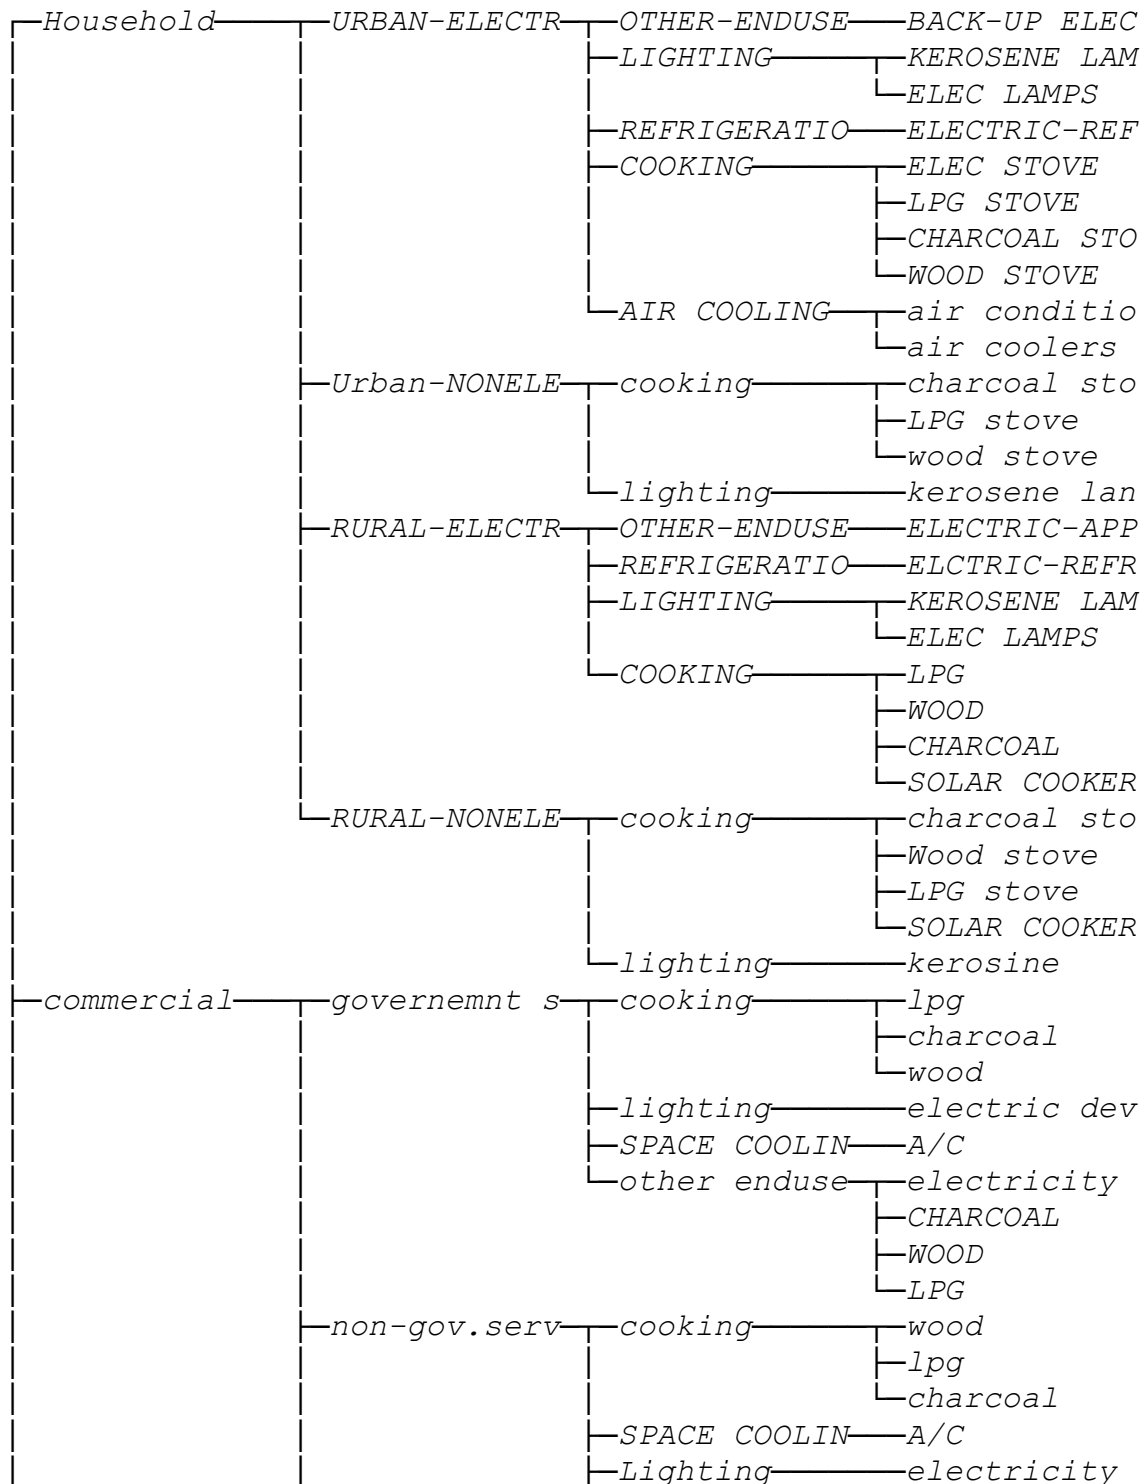 Household URBAN-ELECTR OTHER-ENDUSE BACK-UP ELEC
LIGHTING KEROSENE LAM
ELEC LAMPS
REFRIGERATIO ELECTRIC-REF
COOKING ELEC STOVE
LPG STOVE
CHARCOAL STO
WOOD STOVE
AIR COOLING air conditio
air coolers
Urban-NONELE cooking charcoal sto
LPG stove
wood stove
lighting kerosene lan
RURAL-ELECTR OTHER-ENDUSE ELECTRIC-APP
REFRIGERATIO ELCTRIC-REFR
LIGHTING KEROSENE LAM
ELEC LAMPS
COOKING LPG
WOOD
CHARCOAL
SOLAR COOKER
RURAL-NONELE cooking charcoal sto
Wood stove
LPG stove
SOLAR COOKER
lighting kerosine
commercial governemnt s cooking lpg
charcoal
wood
lighting electric dev
SPACE COOLIN A/C
other enduse electricity
CHARCOAL
WOOD
LPG
non-gov.serv cooking wood
lpg
charcoal
SPACE COOLIN A/C
Lighting electricity